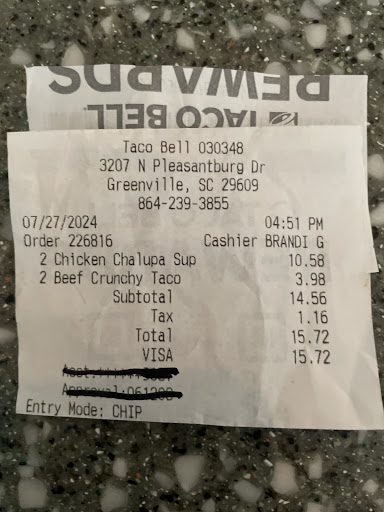 REWARDS
TACO BELL
Taco Bell 030348
3207 N Pleasantburg Dr
Greenville, SC 29609
864-239-3855
07/27/2024 04:51 PM
Order 226816 Cashier BRANDI G
2 Chicken Chalupa Sup 10.58
2 Beef Crunchy Taco 3.98
Subtotal 14.56
Tax 1.16
Total 15.72
VISA 15.72
Entry Mode: CHIP